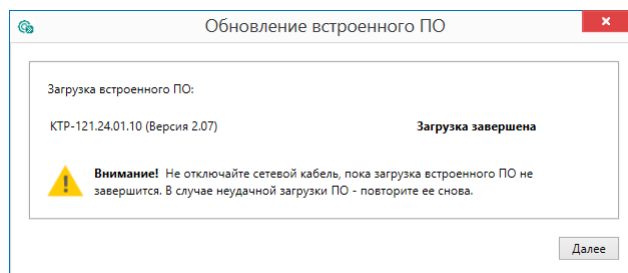 Обновление встроенного ПО
Загрузка встроенного ПО:
КТР-121.24.01.10 (Версия 2.07) Загрузка завершена
Внимание! Не отключайте сетевой кабель, пока загрузка встроенного ПО не
завершится. В случае неудачной загрузки ПО - повторите ее снова.
Далее